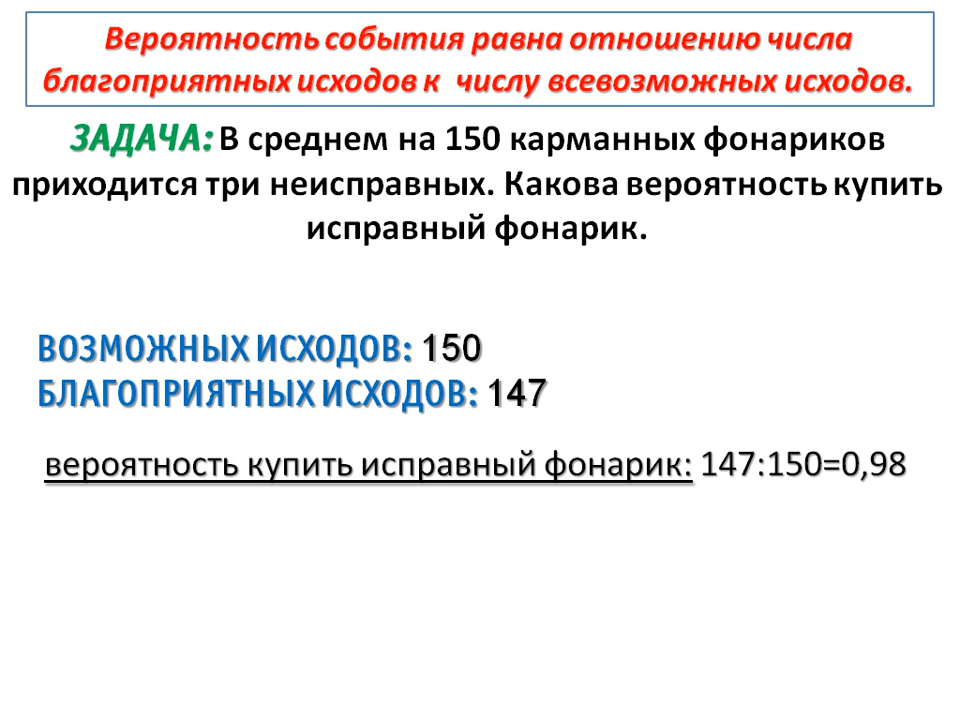 Вероятность события равна отношению числа
благоприятных исходов к числу всевозможных исходов.
ЗАДАЧА: В среднем на 150 карманных фонариков
приходится три неисправных. Какова вероятность купить
исправный фонарик.
ВОЗМОЖНЫХ ИСХОДОВ: 150
БЛАГОПРИЯТНЫХ ИСХОДОВ: 147
вероятность купить исправный фонарик: 147:150=0,98